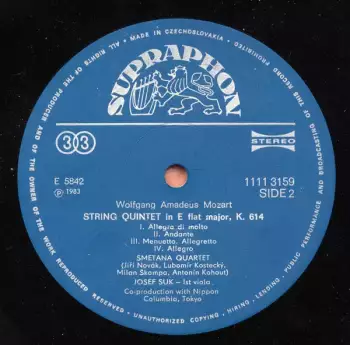 MADE IN CZECHOSLOVAKIA
ALL RIGHTS OF THE PRODUCER AND OF THE OWNER OF THE WORK REPRODUCED RESERVED
UNAUTHORIZED COPYING, HIRING, LENDING, PUBLIC PERFORMANCE AND BROADCASTING OF THIS RECORD PROHIBITED
SUPRAPHON
33
STEREO
E 5842
℗ 1983
1111 3159
SIDE 2
Wolfgang Amadeus Mozart
STRING QUINTET in E flat major, K. 614
I. Allegro di molto
II. Andante
III. Menuetto. Allegretto
IV. Allegro
SMETANA QUARTET
(Jiří Novák, Lubomír Kostecký,
Milan Škampa, Antonín Kohout)
JOSEF SUK – Ist viola
Co-production with Nippon
Columbia, Tokyo